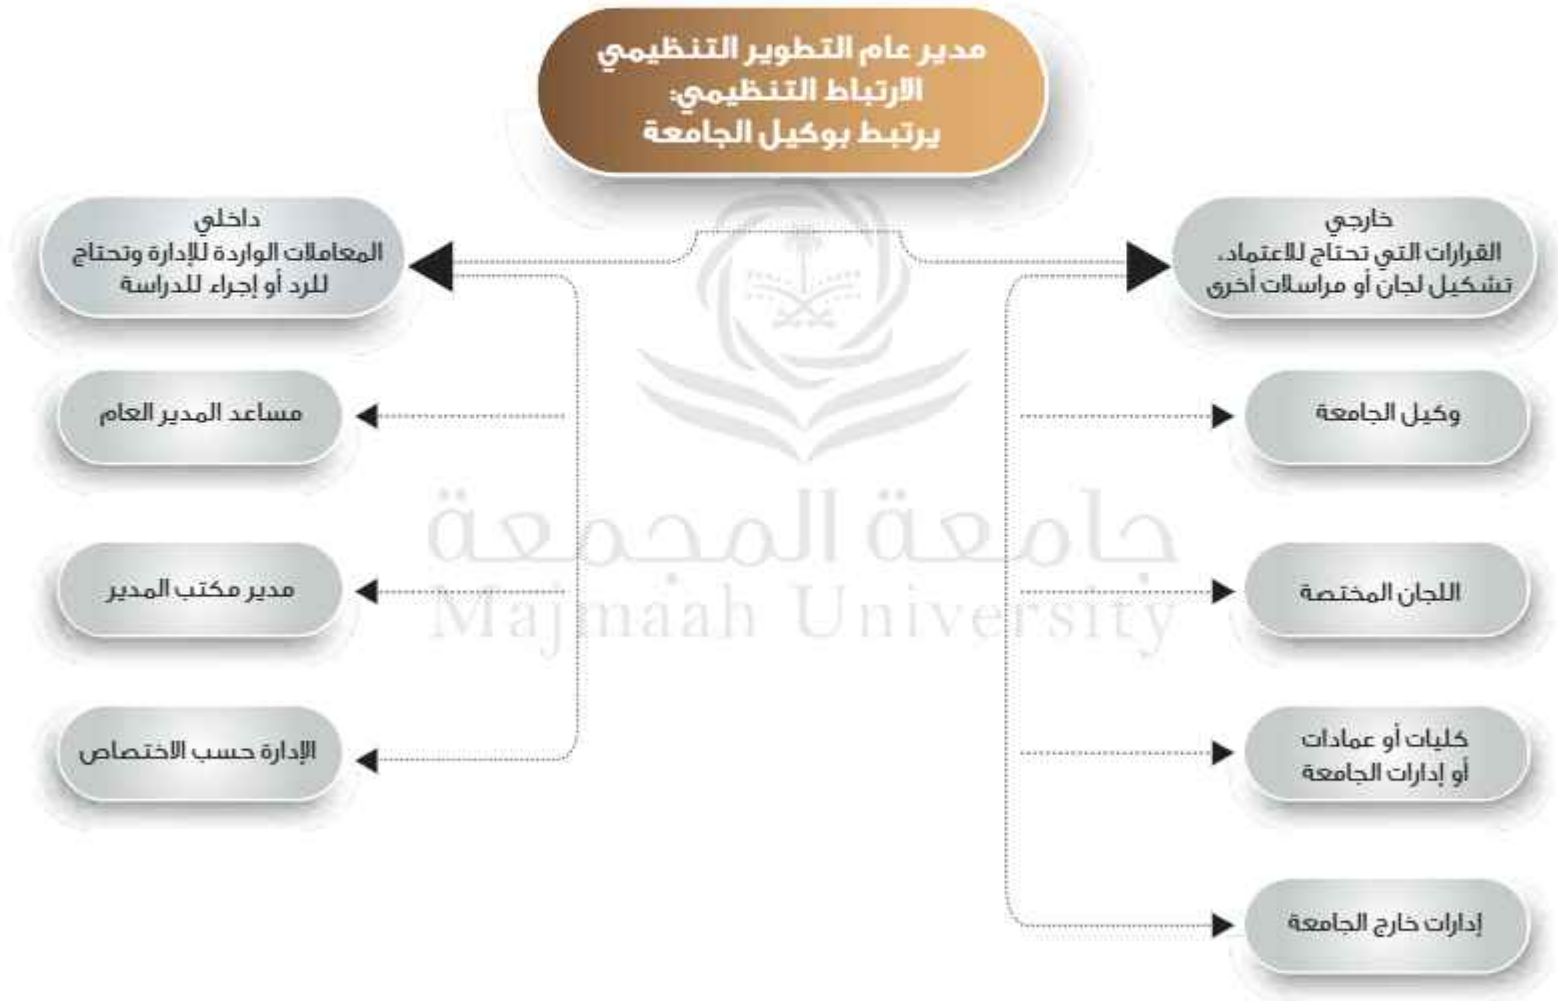 مدير عام التطوير التنظيمي
الارتباط التنظيمي:
يرتبط بوكيل الجامعة
خارجي
القرارات التي تحتاج للاعتماد،
تشكيل لجان أو مراسلات أخرى
وكيل الجامعة
اللجان المختصة
كليات أو عمادات
أو إدارات الجامعة
إدارات خارج الجامعة
داخلي
المعاملات الواردة للإدارة وتحتاج
للرد أو إجراء للدراسة
مساعد المدير العام
مدير مكتب المدير
الإدارة حسب الاختصاص
جامعة المجمعة
Majmaah University